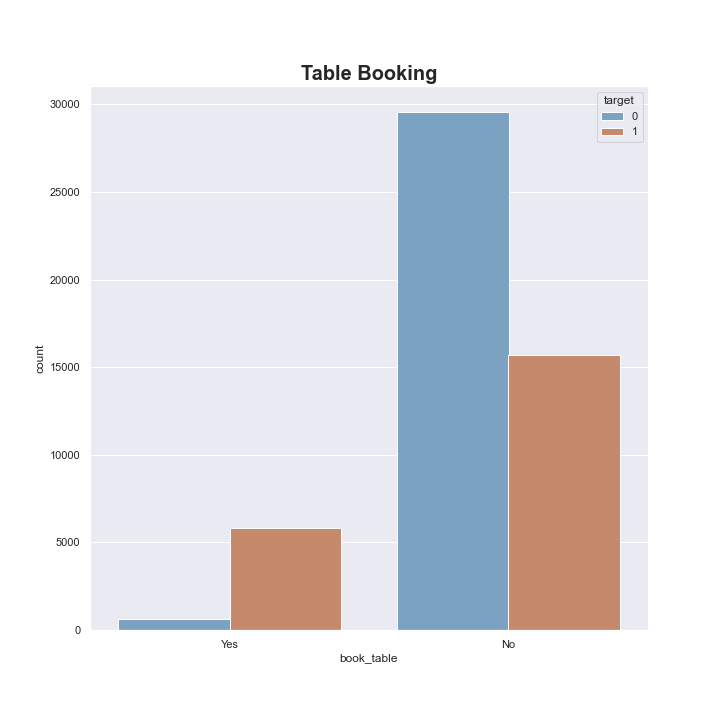 Table Booking
target
0
1
30000
25000
20000
15000
10000
5000
0
count
Yes
No
book_table